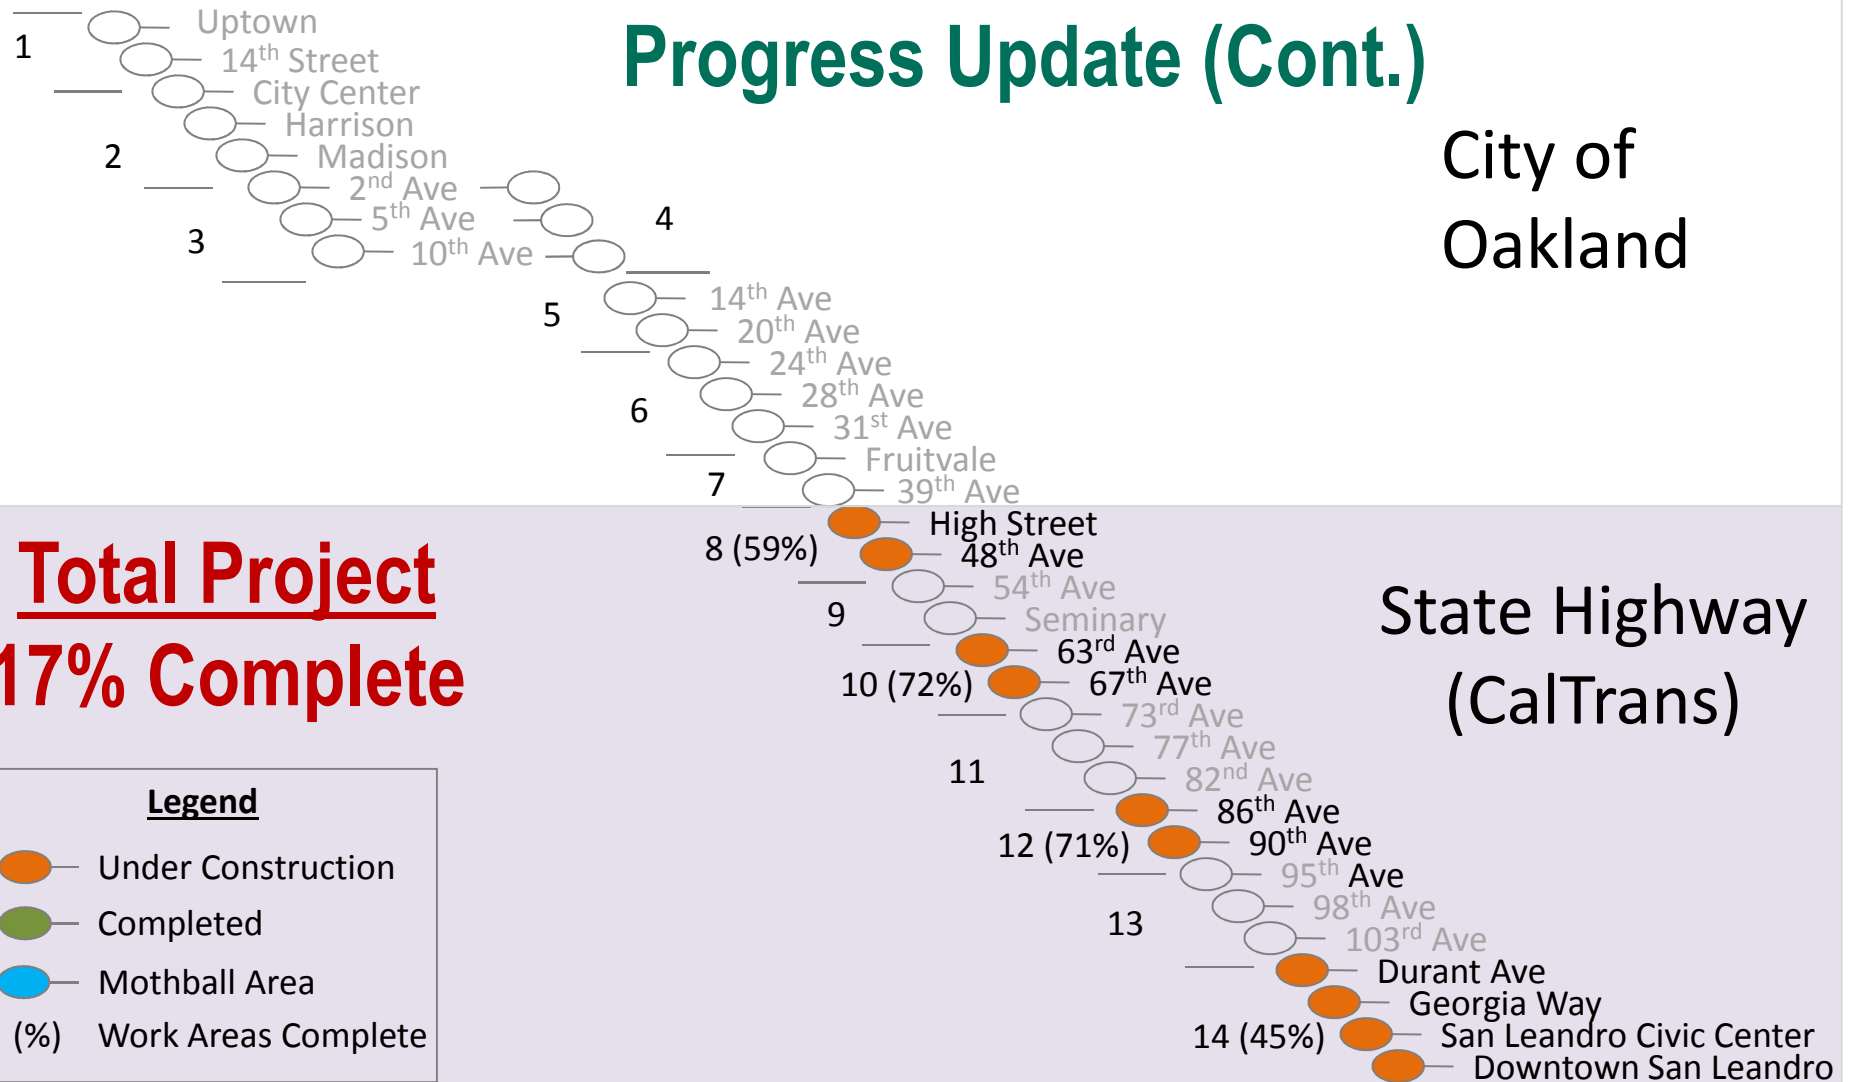 Progress Update (Cont.)
City of
Oakland
1
Uptown
14th Street
City Center
2
Harrison
Madison
2nd Ave
3
5th Ave
4
10th Ave
5
14th Ave
20th Ave
24th Ave
6
28th Ave
31st Ave
Fruitvale
7
39th Ave
Total Project
17% Complete
State Highway
(CalTrans)
8 (59%)
High Street
48th Ave
54th Ave
9
Seminary
63rd Ave
10 (72%)
67th Ave
73rd Ave
77th Ave
11
82nd Ave
86th Ave
12 (71%)
90th Ave
95th Ave
98th Ave
13
103rd Ave
Durant Ave
Georgia Way
14 (45%)
San Leandro Civic Center
Downtown San Leandro
Legend
Under Construction
Completed
Mothball Area
(%) Work Areas Complete